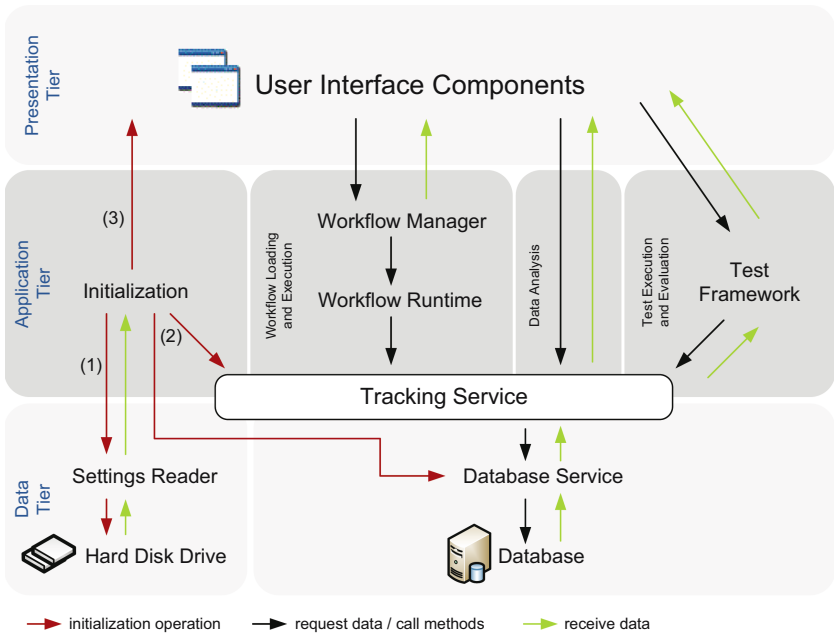 Presentation
Tier
User Interface Components
Application
Tier
(3)
Initialization
(1)
(2)
Workflow Loading
and Execution
Workflow Manager
Workflow Runtime
Data Analysis
Test Execution
and Evaluation
Test
Framework
Tracking Service
Data
Tier
Settings Reader
Hard Disk Drive
Database Service
Database
initialization operation
request data / call methods
receive data